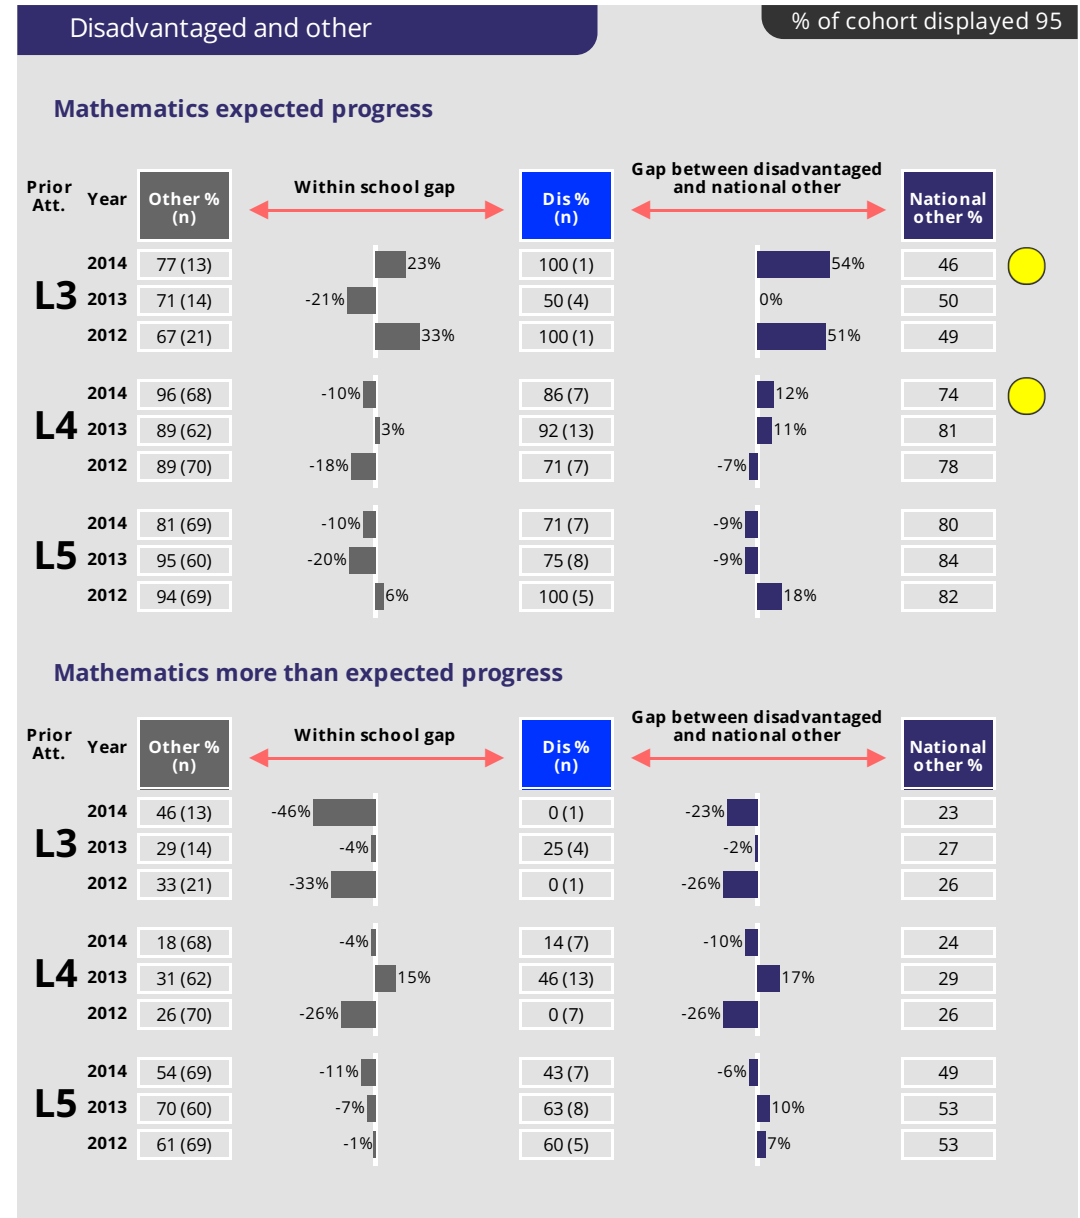 Disadvantaged and other
% of cohort displayed 95
Mathematics expected progress
Prior Att.
Year
Other % (n)
Within school gap
Dis % (n)
Gap between disadvantaged and national other
National other %
L3
2014 77 (13) 23% 100 (1) 54% 46
2013 71 (14) -21% 50 (4) 0% 50
2012 67 (21) 33% 100 (1) 51% 49
L4
2014 96 (68) -10% 86 (7) 12% 74
2013 89 (62) 3% 92 (13) 11% 81
2012 89 (70) -18% 71 (7) -7% 78
L5
2014 81 (69) -10% 71 (7) -9% 80
2013 95 (60) -20% 75 (8) -9% 84
2012 94 (69) 6% 100 (5) 18% 82
Mathematics more than expected progress
Prior Att.
Year
Other % (n)
Within school gap
Dis % (n)
Gap between disadvantaged and national other
National other %
L3
2014 46 (13) -46% 0 (1) -23% 23
2013 29 (14) -4% 25 (4) -2% 27
2012 33 (21) -33% 0 (1) -26% 26
L4
2014 18 (68) -4% 14 (7) -10% 24
2013 31 (62) 15% 46 (13) 17% 29
2012 26 (70) -26% 0 (7) -26% 26
L5
2014 54 (69) -11% 43 (7) -6% 49
2013 70 (60) -7% 63 (8) 10% 53
2012 61 (69) -1% 60 (5) 7% 53